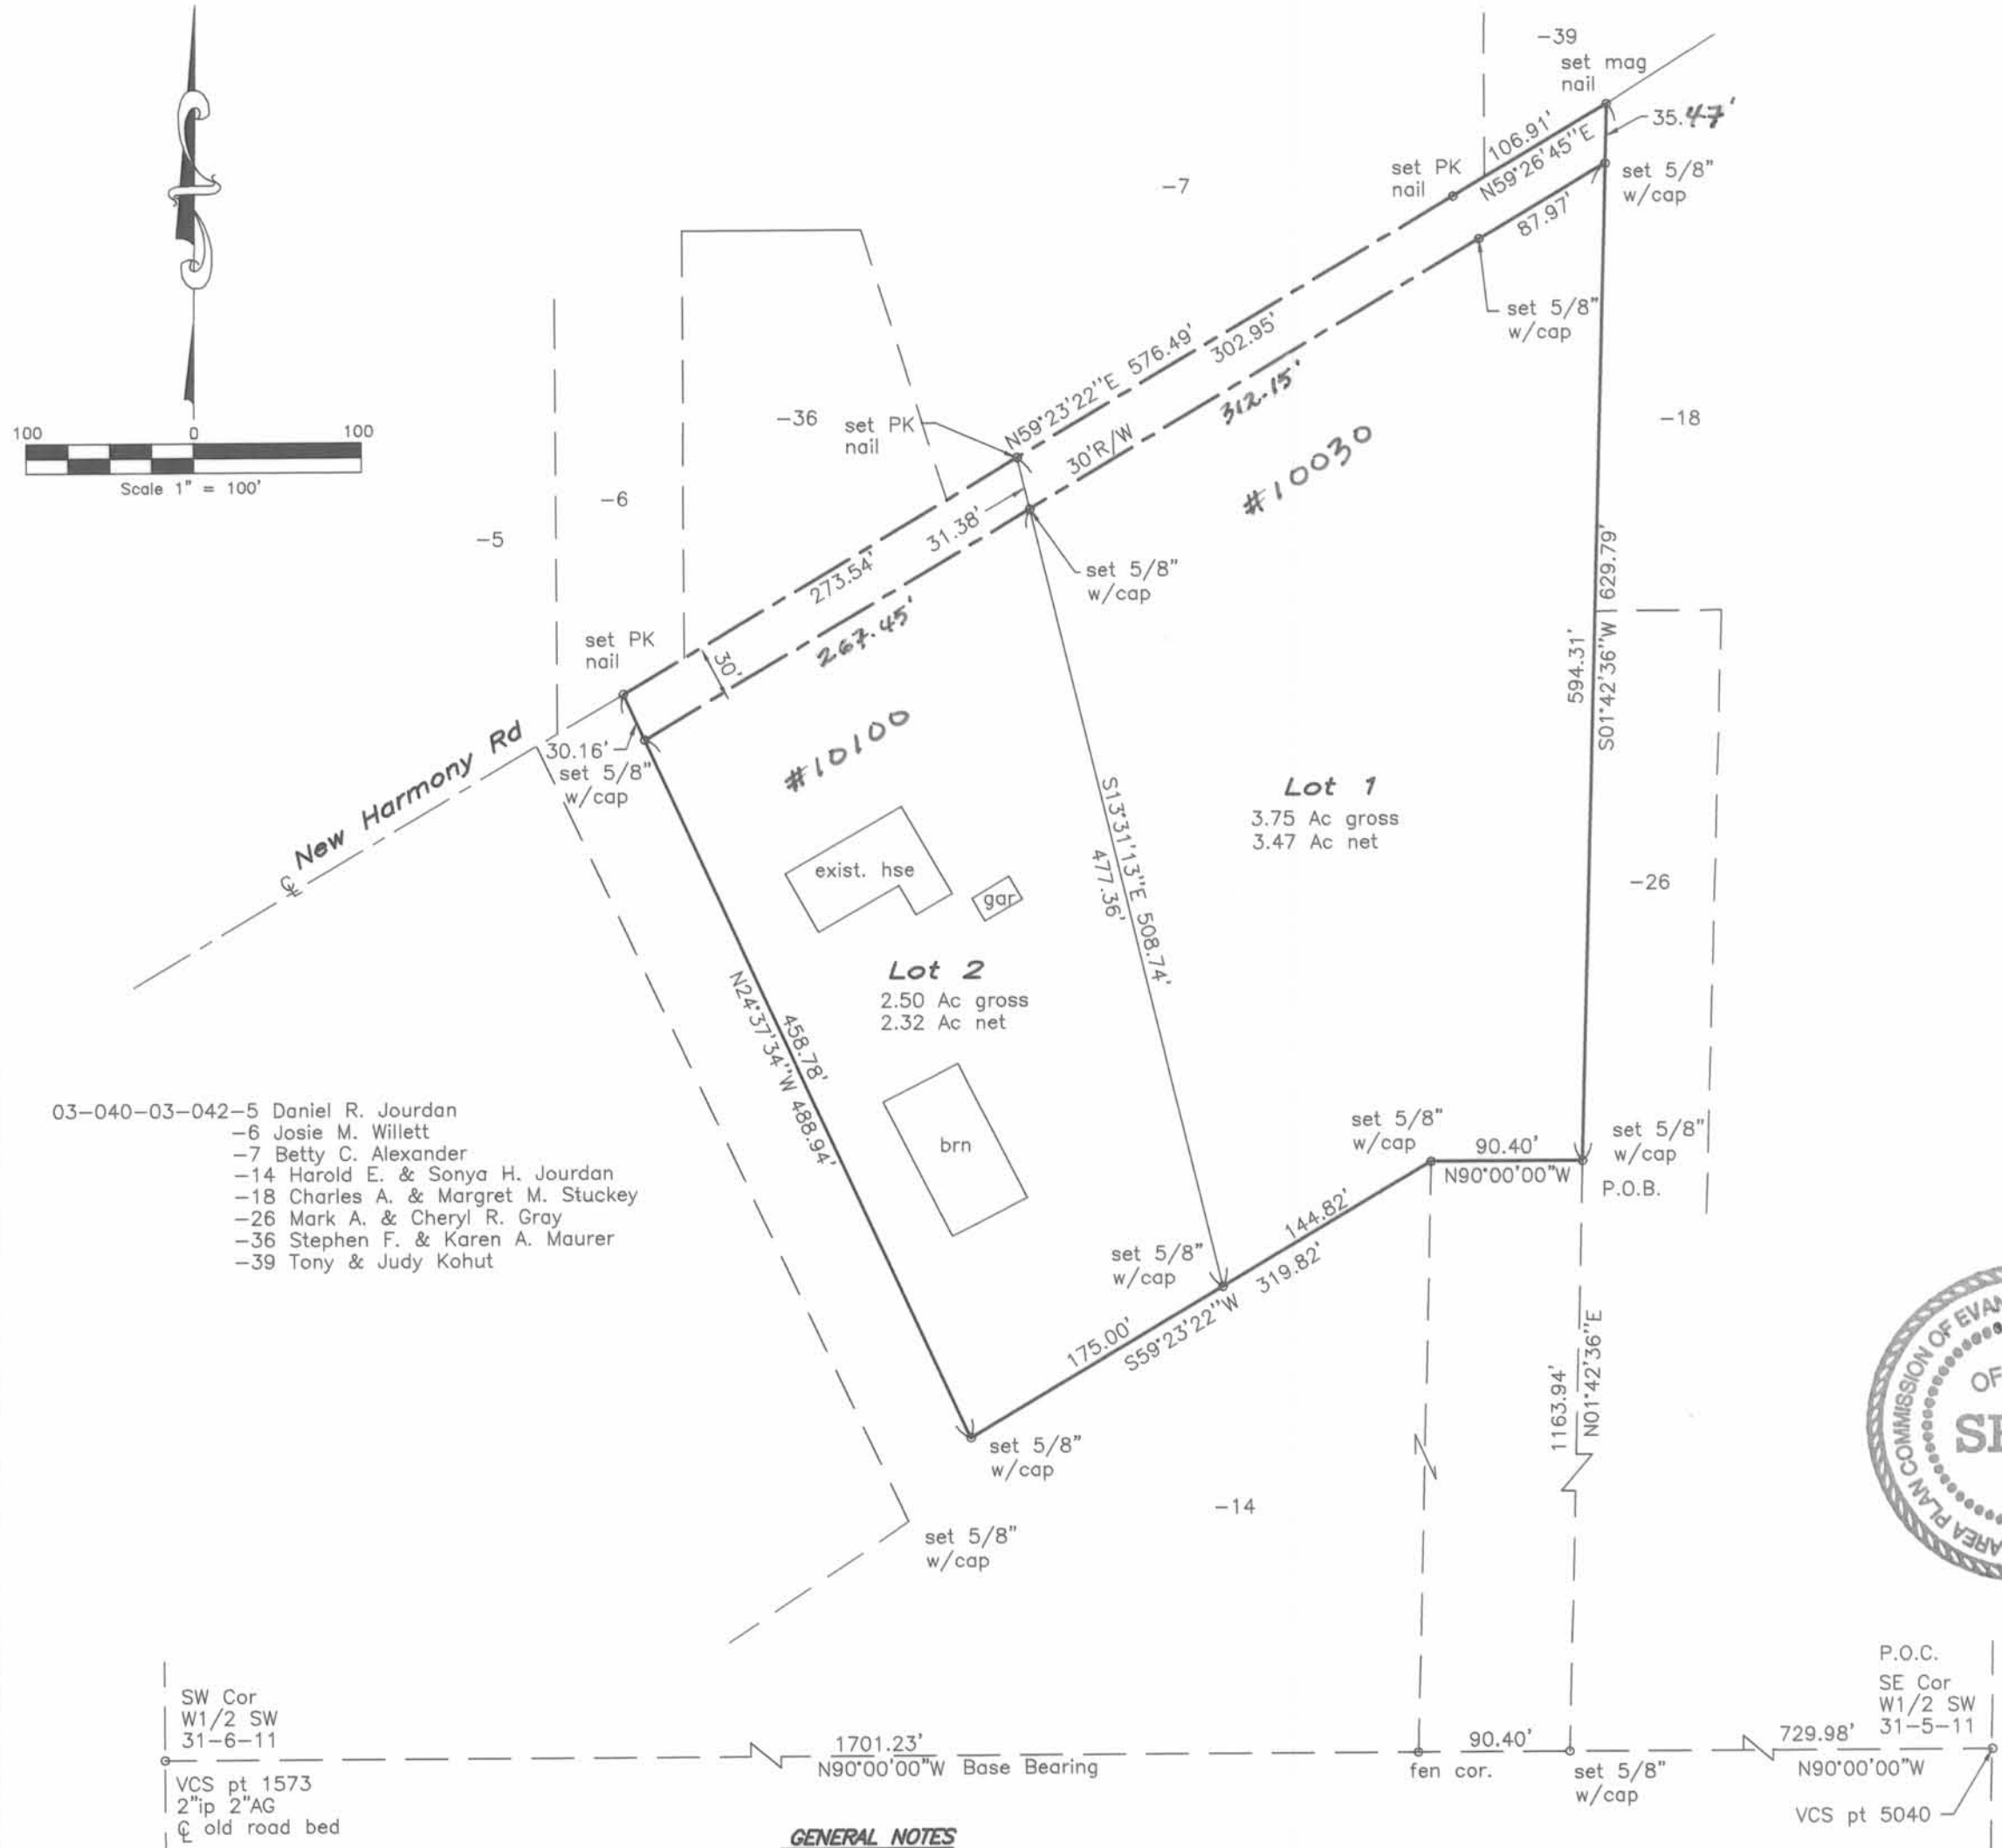 -39
set mag
nail
35.47'
106.91'
N59°26'45"E
set PK
nail
set 5/8"
w/cap
87.97'
-7
set 5/8"
w/cap
100 0 100
Scale 1" = 100'
N59°23'22"E 576.49'
302.95'
312.15'
30'R/W
-36
set PK
nail
-18
#10030
-6
-5
31.38'
273.54'
267.45'
set 5/8"
w/cap
set PK
nail
30'
594.31'
S01°42'36"W 629.79'
30.16'
set 5/8"
w/cap
New Harmony Rd
℄
#10100
S13°31'13"E 508.74'
477.36'
Lot 1
3.75 Ac gross
3.47 Ac net
exist. hse
gar
-26
Lot 2
2.50 Ac gross
2.32 Ac net
458.78'
N24°37'34"W 488.94'
03-040-03-042-5 Daniel R. Jourdan
-6 Josie M. Willett
-7 Betty C. Alexander
-14 Harold E. & Sonya H. Jourdan
-18 Charles A. & Margret M. Stuckey
-26 Mark A. & Cheryl R. Gray
-36 Stephen F. & Karen A. Maurer
-39 Tony & Judy Kohut
brn
set 5/8"
w/cap
90.40'
N90°00'00"W
set 5/8"
w/cap
P.O.B.
144.82'
319.82'
set 5/8"
w/cap
175.00'
S59°23'22"W
1163.94'
N01°42'36"E
set 5/8"
w/cap
-14
set 5/8"
w/cap
AREA PLAN COMMISSION OF
SW Cor
W1/2 SW
31-6-11
1701.23'
N90°00'00"W Base Bearing
VCS pt 1573
2"ip 2"AG
℄ old road bed
90.40'
fen cor.
set 5/8"
w/cap
729.98'
N90°00'00"W
P.O.C.
SE Cor
W1/2 SW
31-5-11
VCS pt 5040
GENERAL NOTES